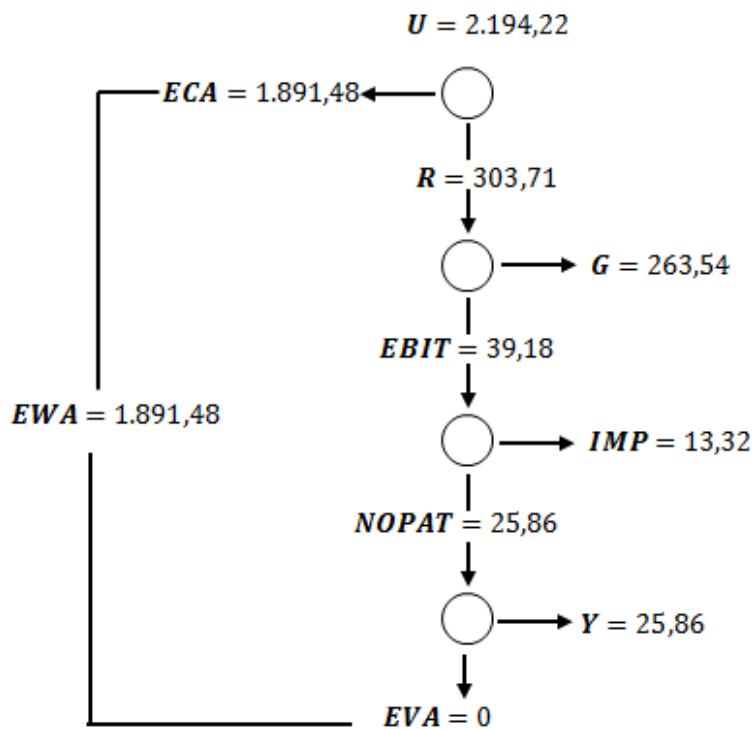 U = 2.194,22
ECA = 1.891,48
R = 303,71
G = 263,54
EBIT = 39,18
EWA = 1.891,48
IMP = 13,32
NOPAT = 25,86
Y = 25,86
EVA = 0